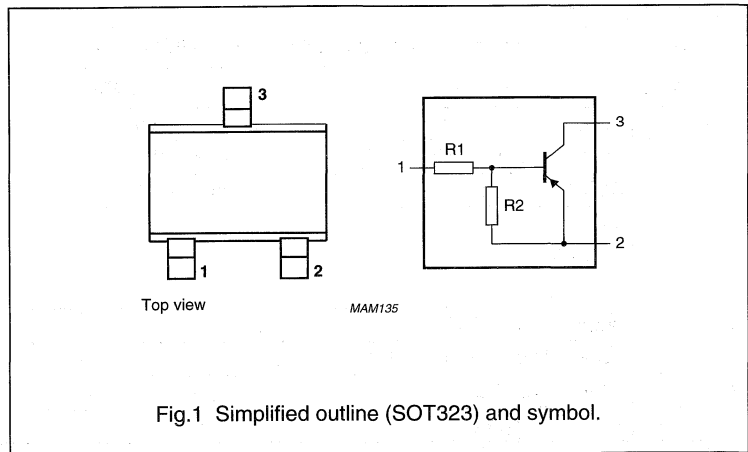 3
1
2
Top view
MAM135
1
R1
R2
3
2
Fig.1 Simplified outline (SOT323) and symbol.